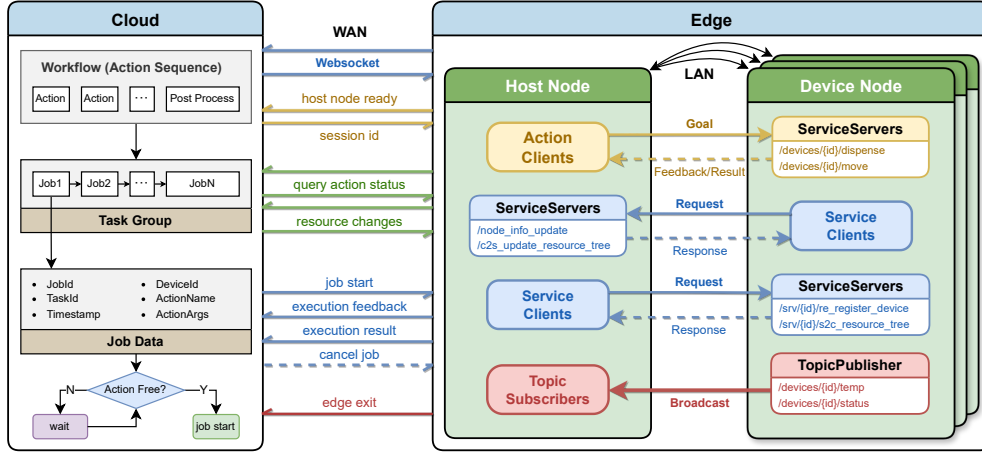 Cloud
Workflow (Action Sequence)
Action
Action
...
Post Process
Job1
Job2
...
JobN
Task Group
• JobId
• TaskId
• Timestamp
• DeviceId
• ActionName
• ActionArgs
Job Data
Action Free?
N
Y
wait
job start
WAN
Websocket
host node ready
session id
query action status
resource changes
job start
execution feedback
execution result
cancel job
edge exit
Edge
LAN
Host Node
Device Node
Action
Clients
Goal
Feedback/Result
ServiceServers
/devices/{id}/dispense
/devices/{id}/move
ServiceServers
/node_info_update
/c2s_update_resource_tree
Request
Response
Service
Clients
Service
Clients
Request
Response
ServiceServers
/srv/{id}/re_register_device
/srv/{id}/s2c_resource_tree
Topic
Subscribers
Broadcast
TopicPublisher
/devices/{id}/temp
/devices/{id}/status